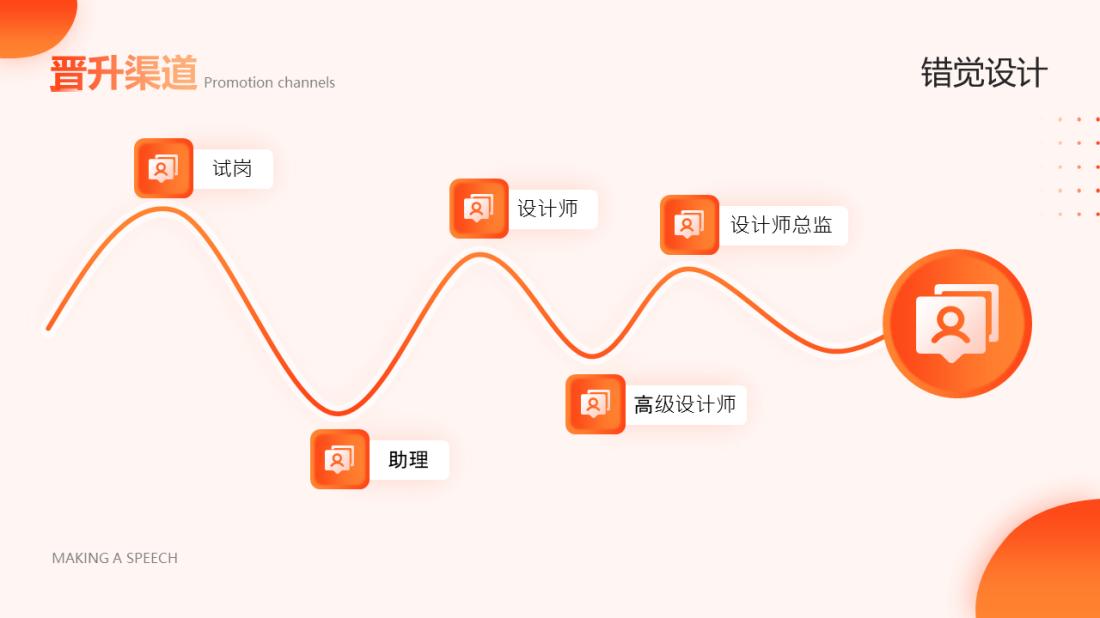 晋升渠道 Promotion channels
错觉设计
试岗
设计师
设计师总监
高级设计师
助理
MAKING A SPEECH